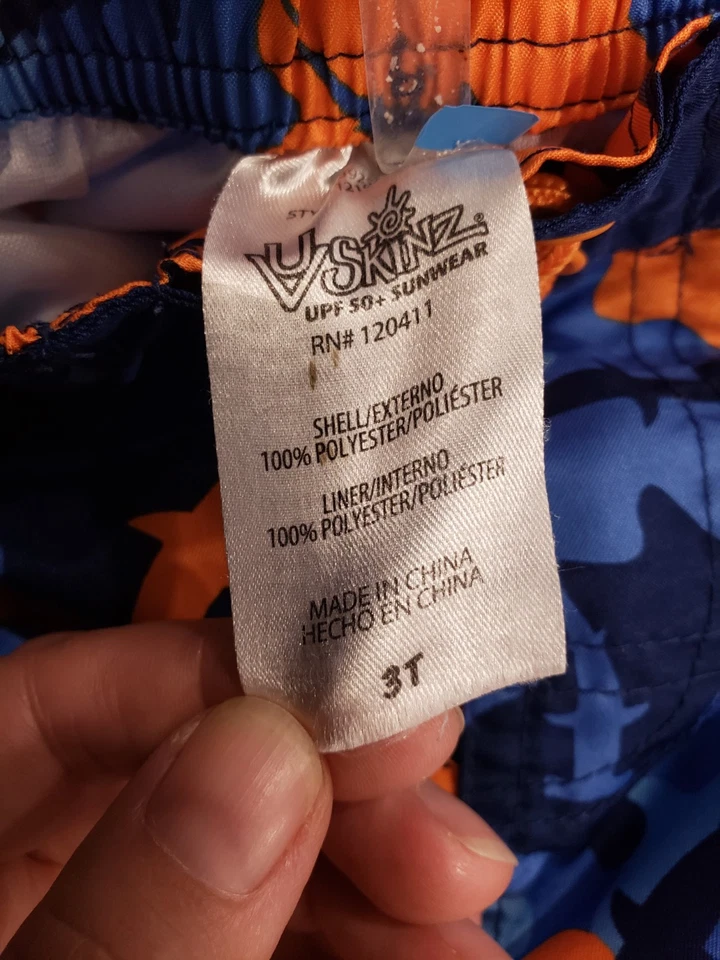 UV SKINZ®
UPF 50+ SUNWEAR
RN# 120411
SHELL/EXTERNO
100% POLYESTER/POLIÉSTER
LINER/INTERNO
100% POLYESTER/POLIÉSTER
MADE IN CHINA
HECHO EN CHINA
3T